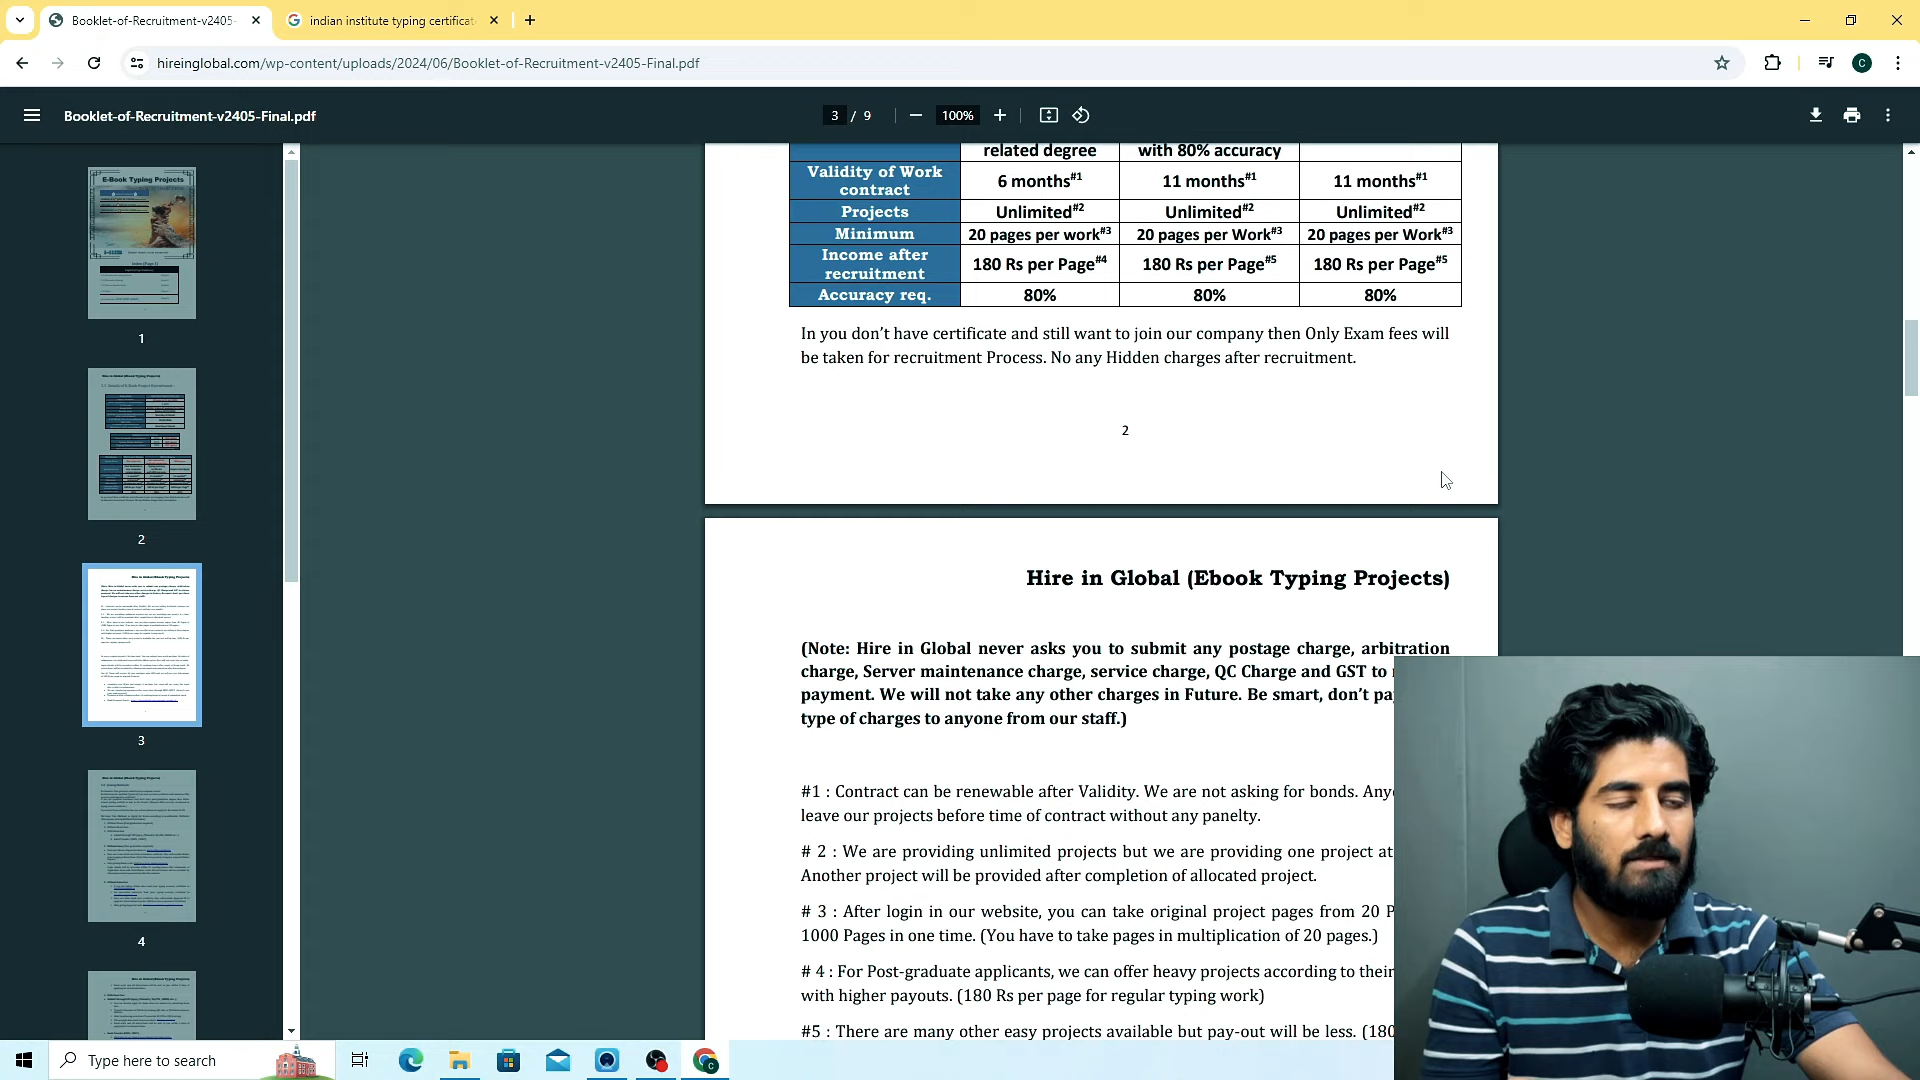 Booklet-of-Recruitment-v2405-
indian institute typing certificat
hireinglobal.com/wp-content/uploads/2024/06/Booklet-of-Recruitment-v2405-Final.pdf
C
Booklet-of-Recruitment-v2405-Final.pdf
3 / 9
100%
related degree with 80% accuracy
Validity of Work contract 6 months#1 11 months#1 11 months#1
Projects Unlimited#2 Unlimited#2 Unlimited#2
Minimum 20 pages per work#3 20 pages per Work#3 20 pages per Work#3
Income after recruitment 180 Rs per Page#4 180 Rs per Page#5 180 Rs per Page#5
Accuracy req. 80% 80% 80%
In you don’t have certificate and still want to join our company then Only Exam fees will
be taken for recruitment Process. No any Hidden charges after recruitment.
2
Hire in Global (Ebook Typing Projects)
(Note: Hire in Global never asks you to submit any postage charge, arbitration
charge, Server maintenance charge, service charge, QC Charge and GST to
payment. We will not take any other charges in Future. Be smart, don’t pa
type of charges to anyone from our staff.)
#1 : Contract can be renewable after Validity. We are not asking for bonds. Any
leave our projects before time of contract without any panelty.
# 2 : We are providing unlimited projects but we are providing one project at
Another project will be provided after completion of allocated project.
# 3 : After login in our website, you can take original project pages from 20 P
1000 Pages in one time. (You have to take pages in multiplication of 20 pages.)
# 4 : For Post-graduate applicants, we can offer heavy projects according to their
with higher payouts. (180 Rs per page for regular typing work)
#5 : There are many other easy projects available but pay-out will be less. (180
E-Book Typing Projects
1
2
3
4
Type here to search